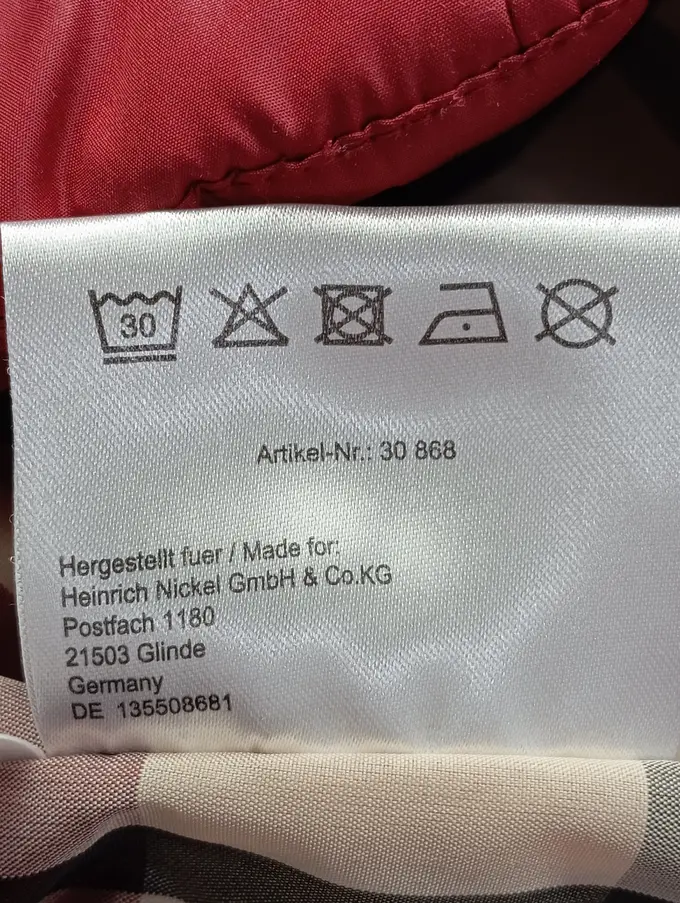 30
Artikel-Nr.: 30 868
Hergestellt fuer / Made for:
Heinrich Nickel GmbH & Co.KG
Postfach 1180
21503 Glinde
Germany
DE 135508681